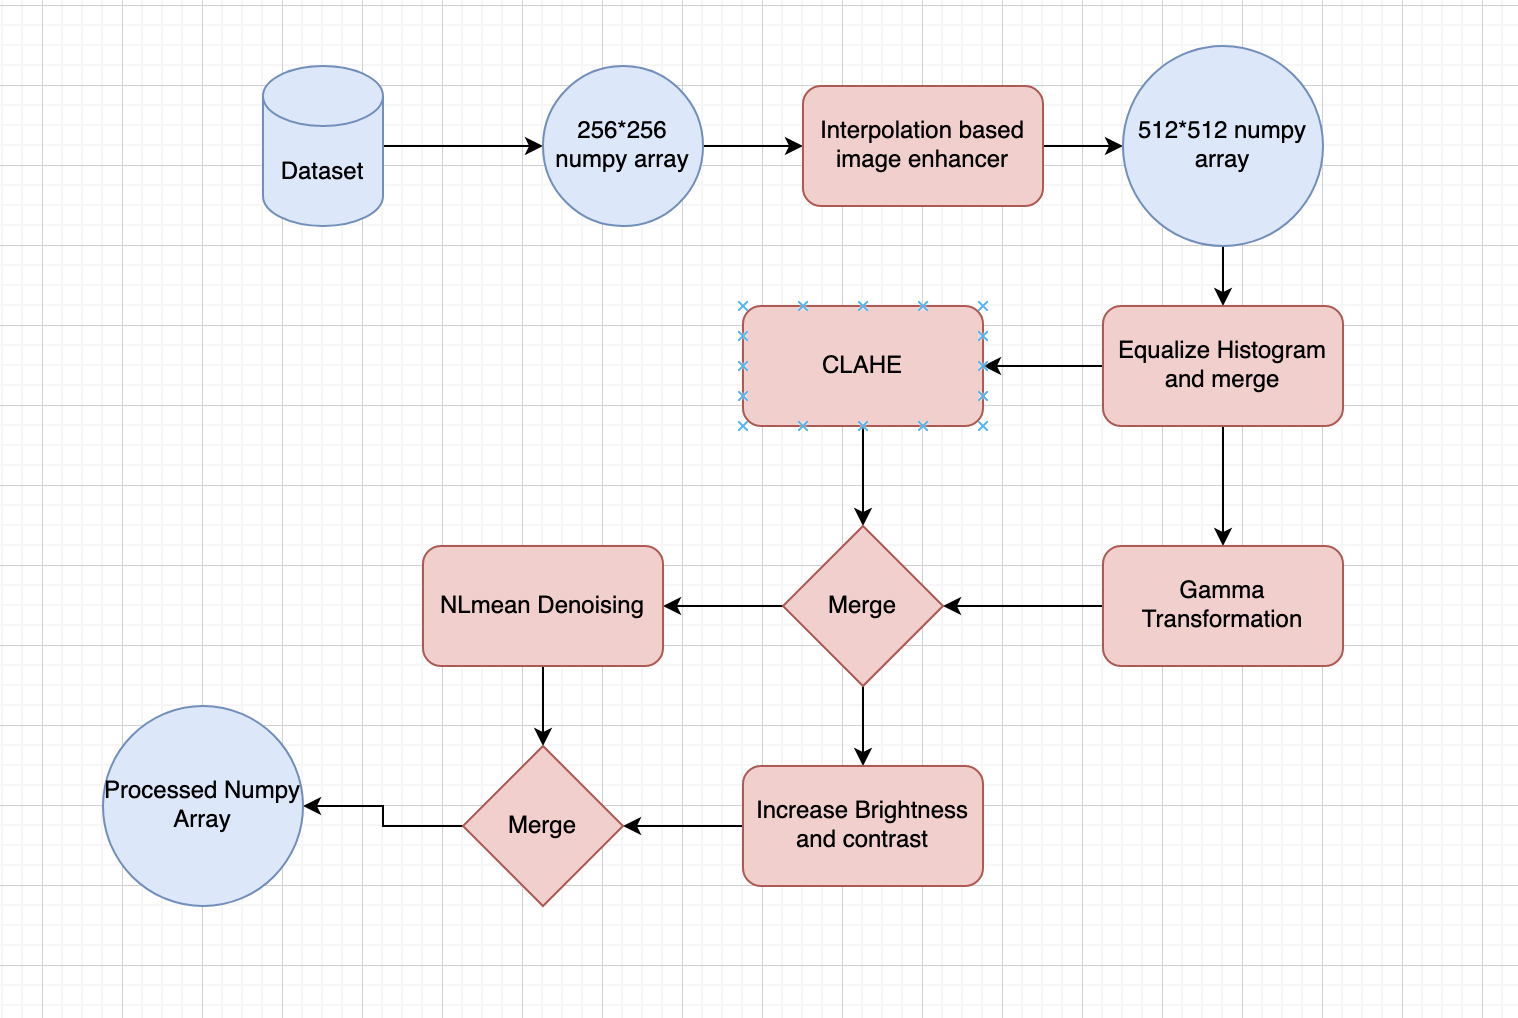 Dataset
256*256
numpy array
Interpolation based
image enhancer
512*512 numpy
array
CLAHE
Equalize Histogram
and merge
NLmean Denoising
Merge
Gamma
Transformation
Processed Numpy
Array
Merge
Increase Brightness
and contrast